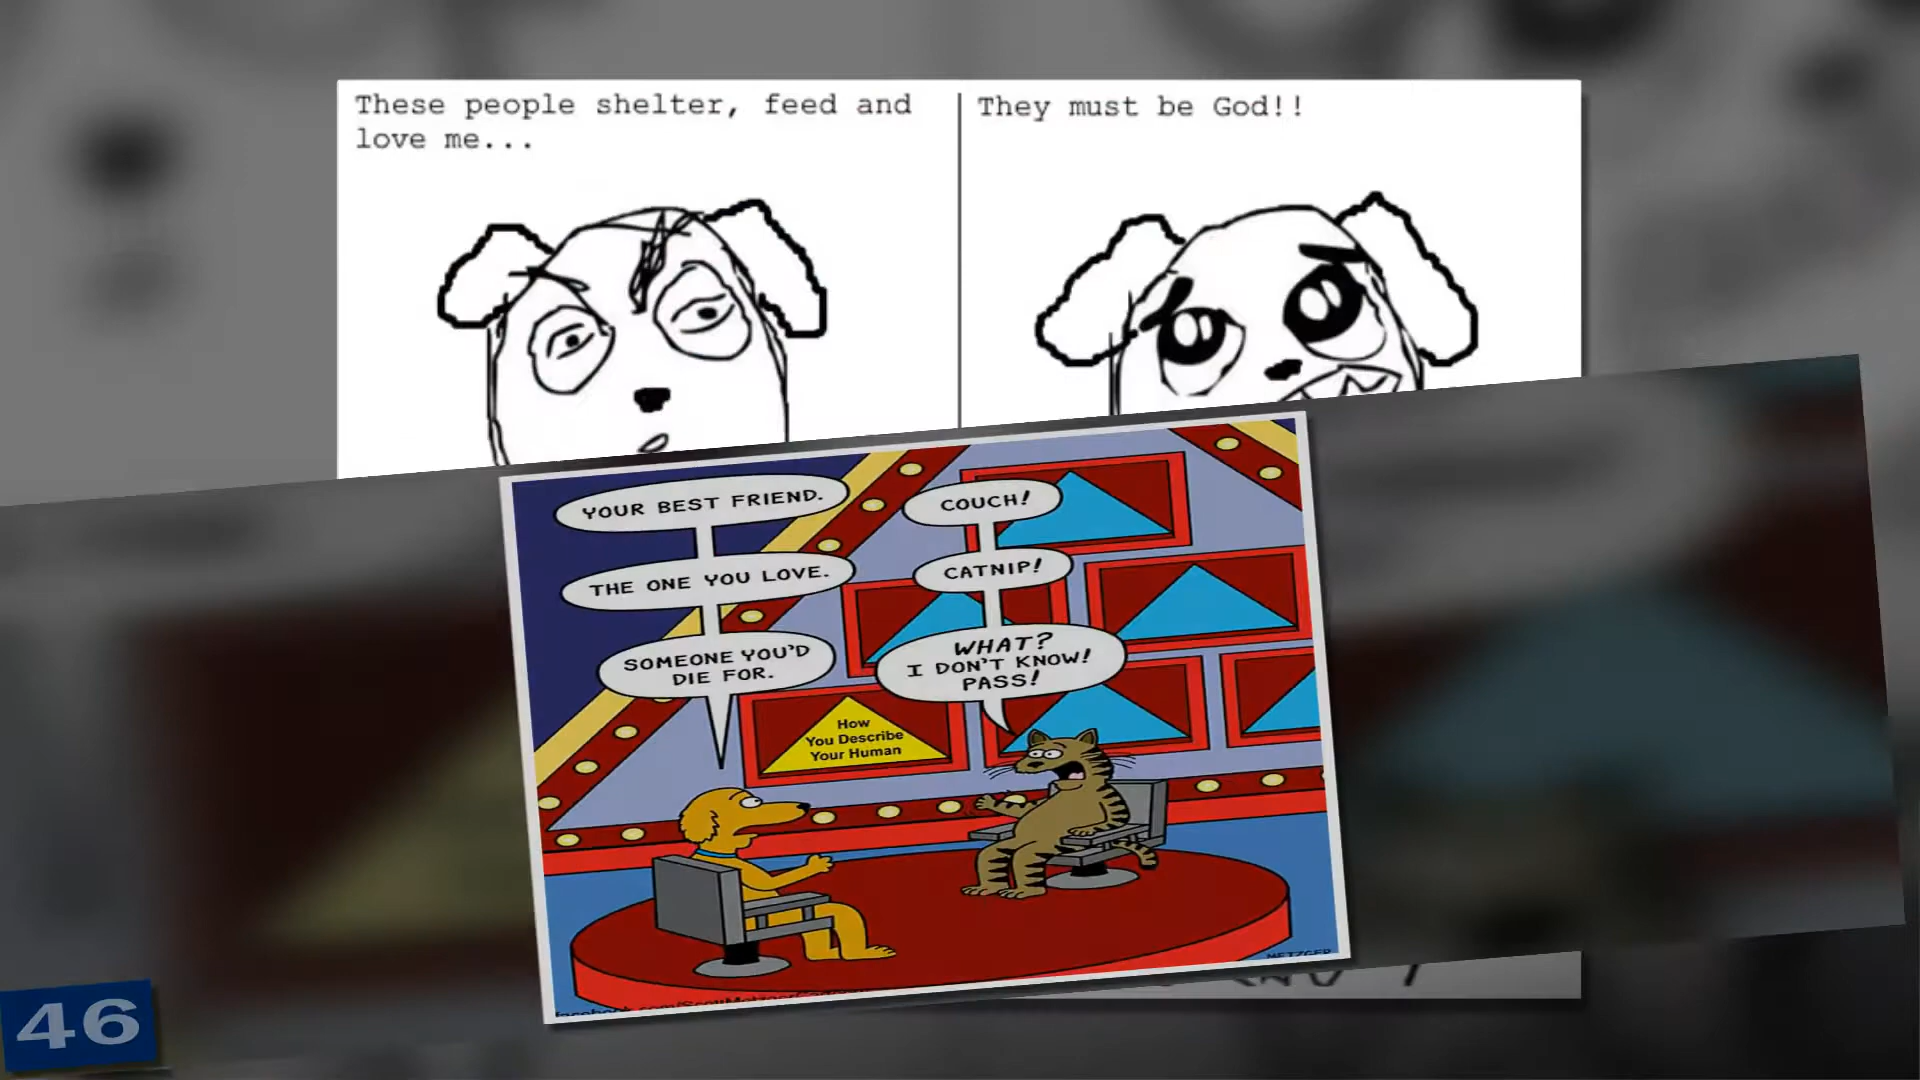 These people shelter, feed and
love me...
They must be God!!
YOUR BEST FRIEND.
THE ONE YOU LOVE.
SOMEONE YOU'D
DIE FOR.
COUCH!
CATNIP!
WHAT?
I DON'T KNOW!
PASS!
How
You Describe
Your Human
METZGER
46